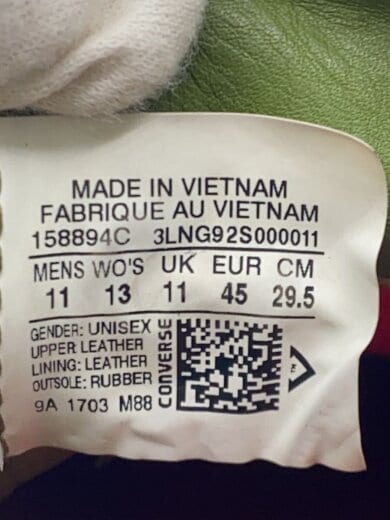 MADE IN VIETNAM
FABRIQUE AU VIETNAM
158894C 3LNG92S000011
MENS WO'S UK EUR CM
11 13 11 45 29.5
GENDER: UNISEX
UPPER LEATHER
LINING: LEATHER
OUTSOLE: RUBBER
9A 1703 M88
CONVERSE
TM